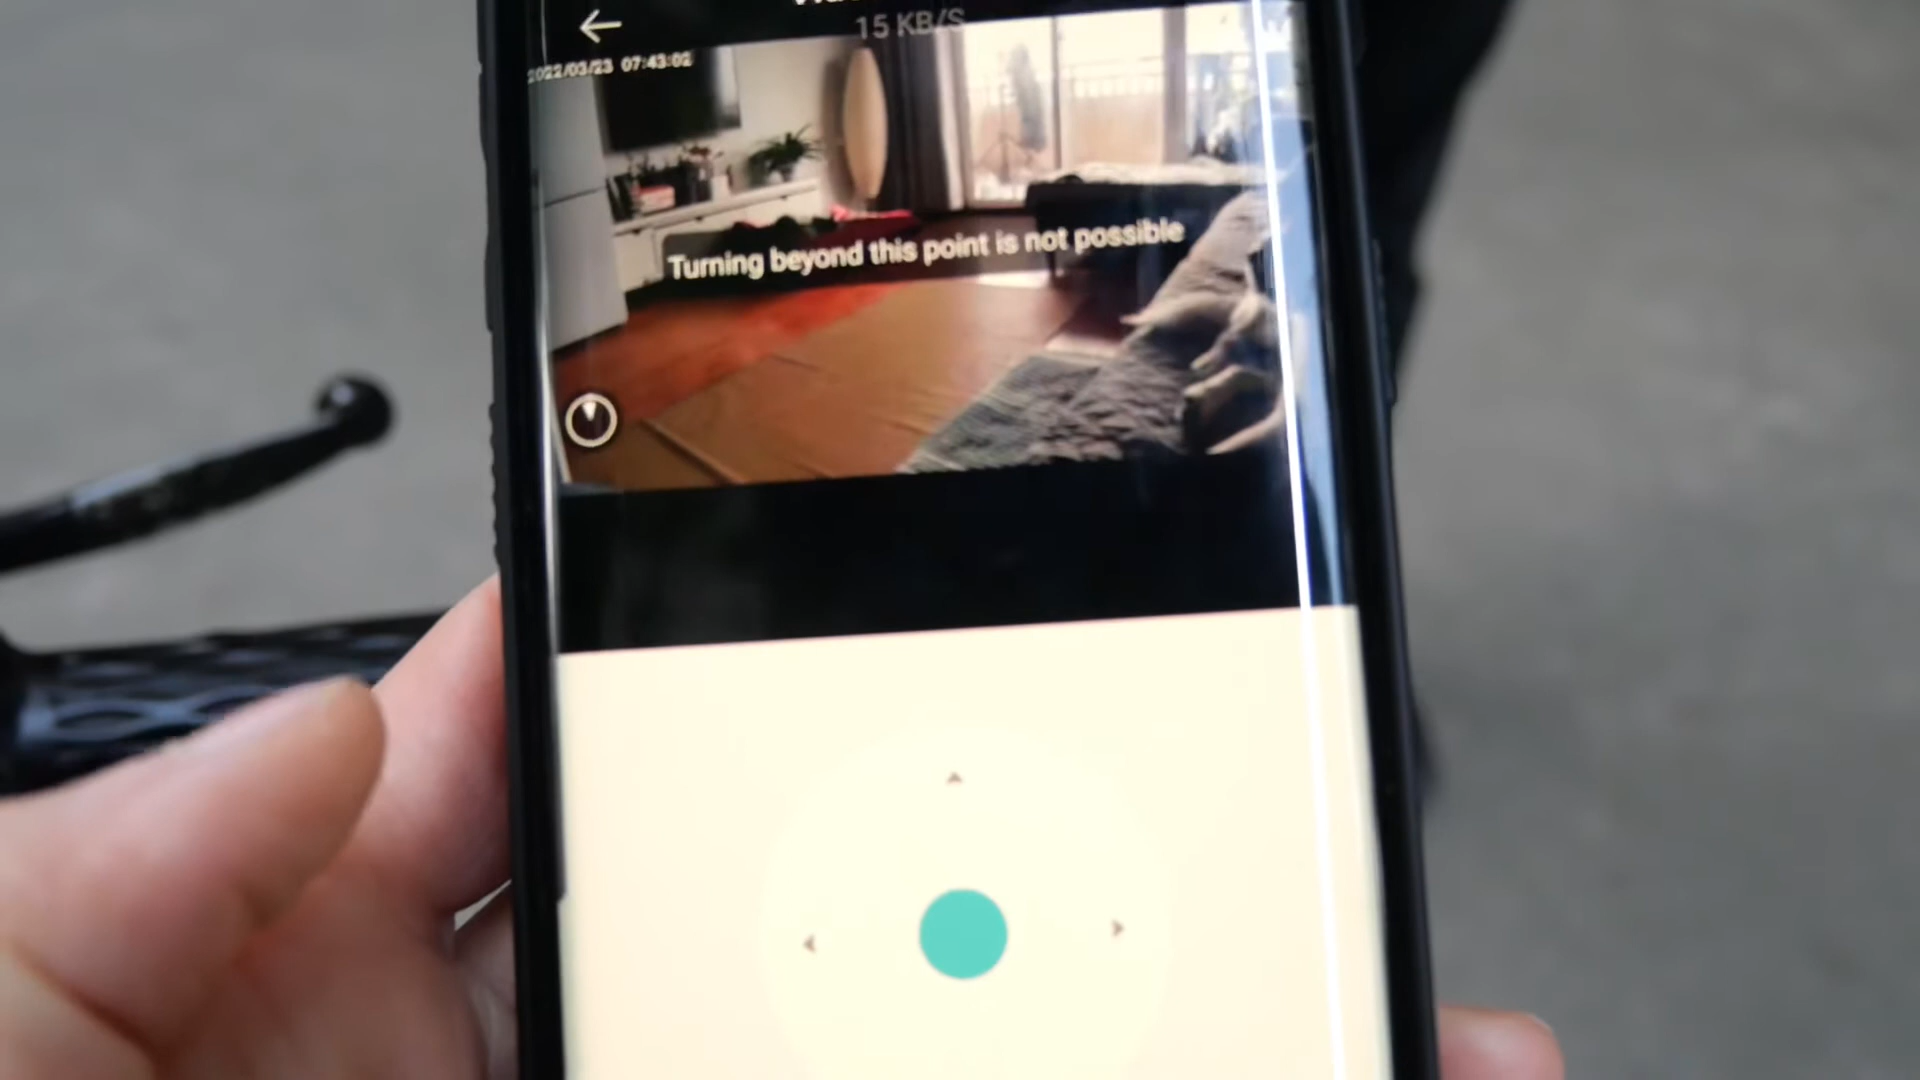 15 KB/S
2022/03/23 07:43:02
Turning beyond this point is not possible